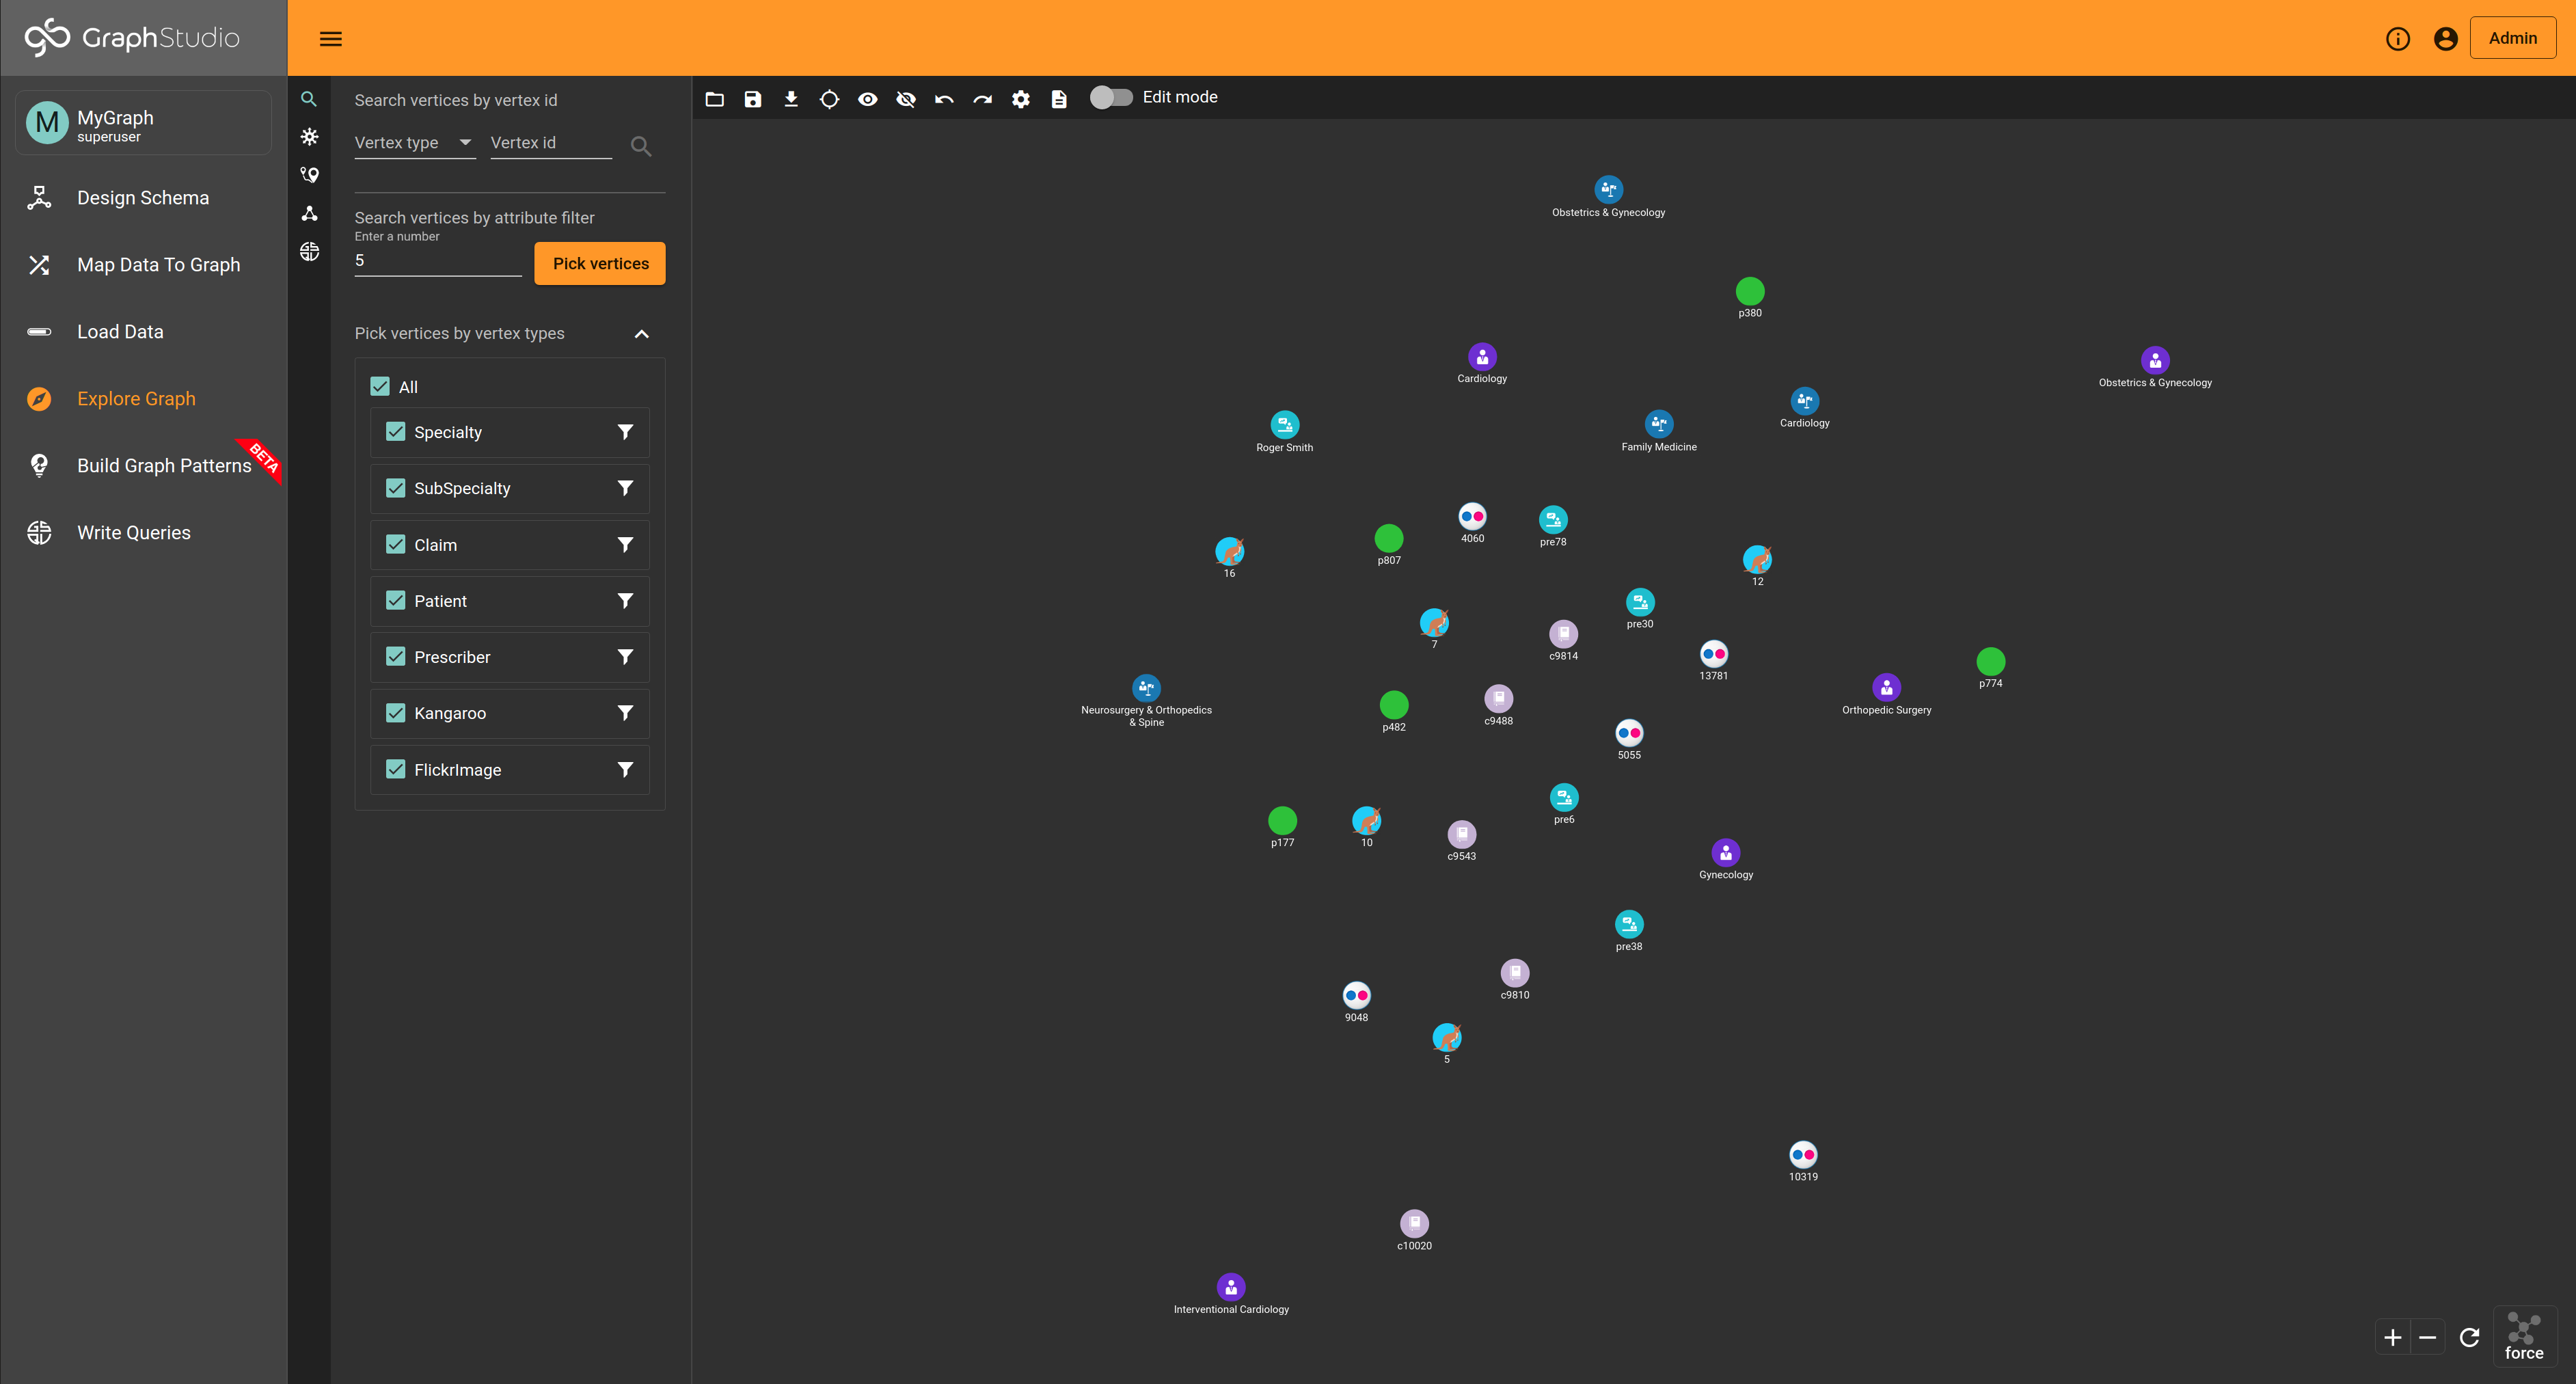 GraphStudio
Admin
M
MyGraph
superuser
Design Schema
Map Data To Graph
Load Data
Explore Graph
Build Graph Patterns
BETA
Write Queries
Search vertices by vertex id
Vertex type
Vertex id
Search vertices by attribute filter
Enter a number
5
Pick vertices
Pick vertices by vertex types
All
Specialty
SubSpecialty
Claim
Patient
Prescriber
Kangaroo
FlickrImage
Edit mode
Obstetrics & Gynecology
p380
Cardiology
Obstetrics & Gynecology
Cardiology
Roger Smith
Family Medicine
4060
pre78
p807
16
12
pre30
7
c9814
13781
p774
Neurosurgery & Orthopedics
& Spine
Orthopedic Surgery
c9488
p482
5055
pre6
p177
10
c9543
Gynecology
pre38
c9810
9048
5
10319
c10020
Interventional Cardiology
force